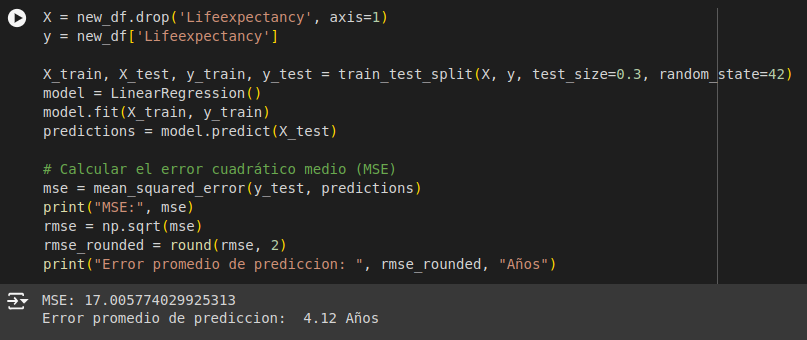 X = new_df.drop('Lifeexpectancy', axis=1)
y = new_df['Lifeexpectancy']
X_train, X_test, y_train, y_test = train_test_split(X, y, test_size=0.3, random_state=42)
model = LinearRegression()
model.fit(X_train, y_train)
predictions = model.predict(X_test)
# Calcular el error cuadrático medio (MSE)
mse = mean_squared_error(y_test, predictions)
print("MSE:", mse)
rmse = np.sqrt(mse)
rmse_rounded = round(rmse, 2)
print("Error promedio de prediccion: ", rmse_rounded, "Años")
MSE: 17.005774029925313
Error promedio de prediccion:  4.12 Años